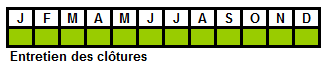 J F M A M J J A S O N D
Entretien des clôtures